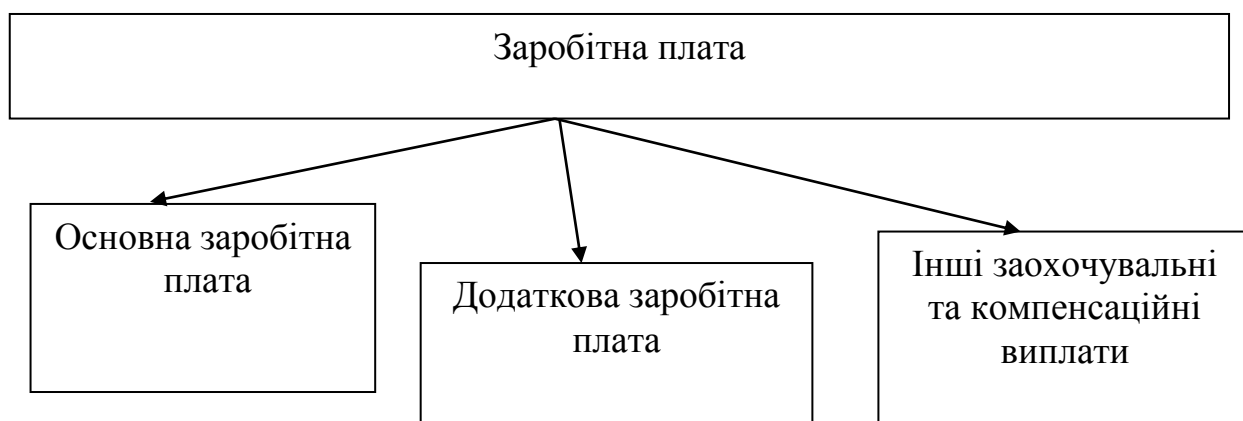 Заробітна плата
Основна заробітна
плата
Додаткова заробітна
плата
Інші заохочувальні
та компенсаційні
виплати